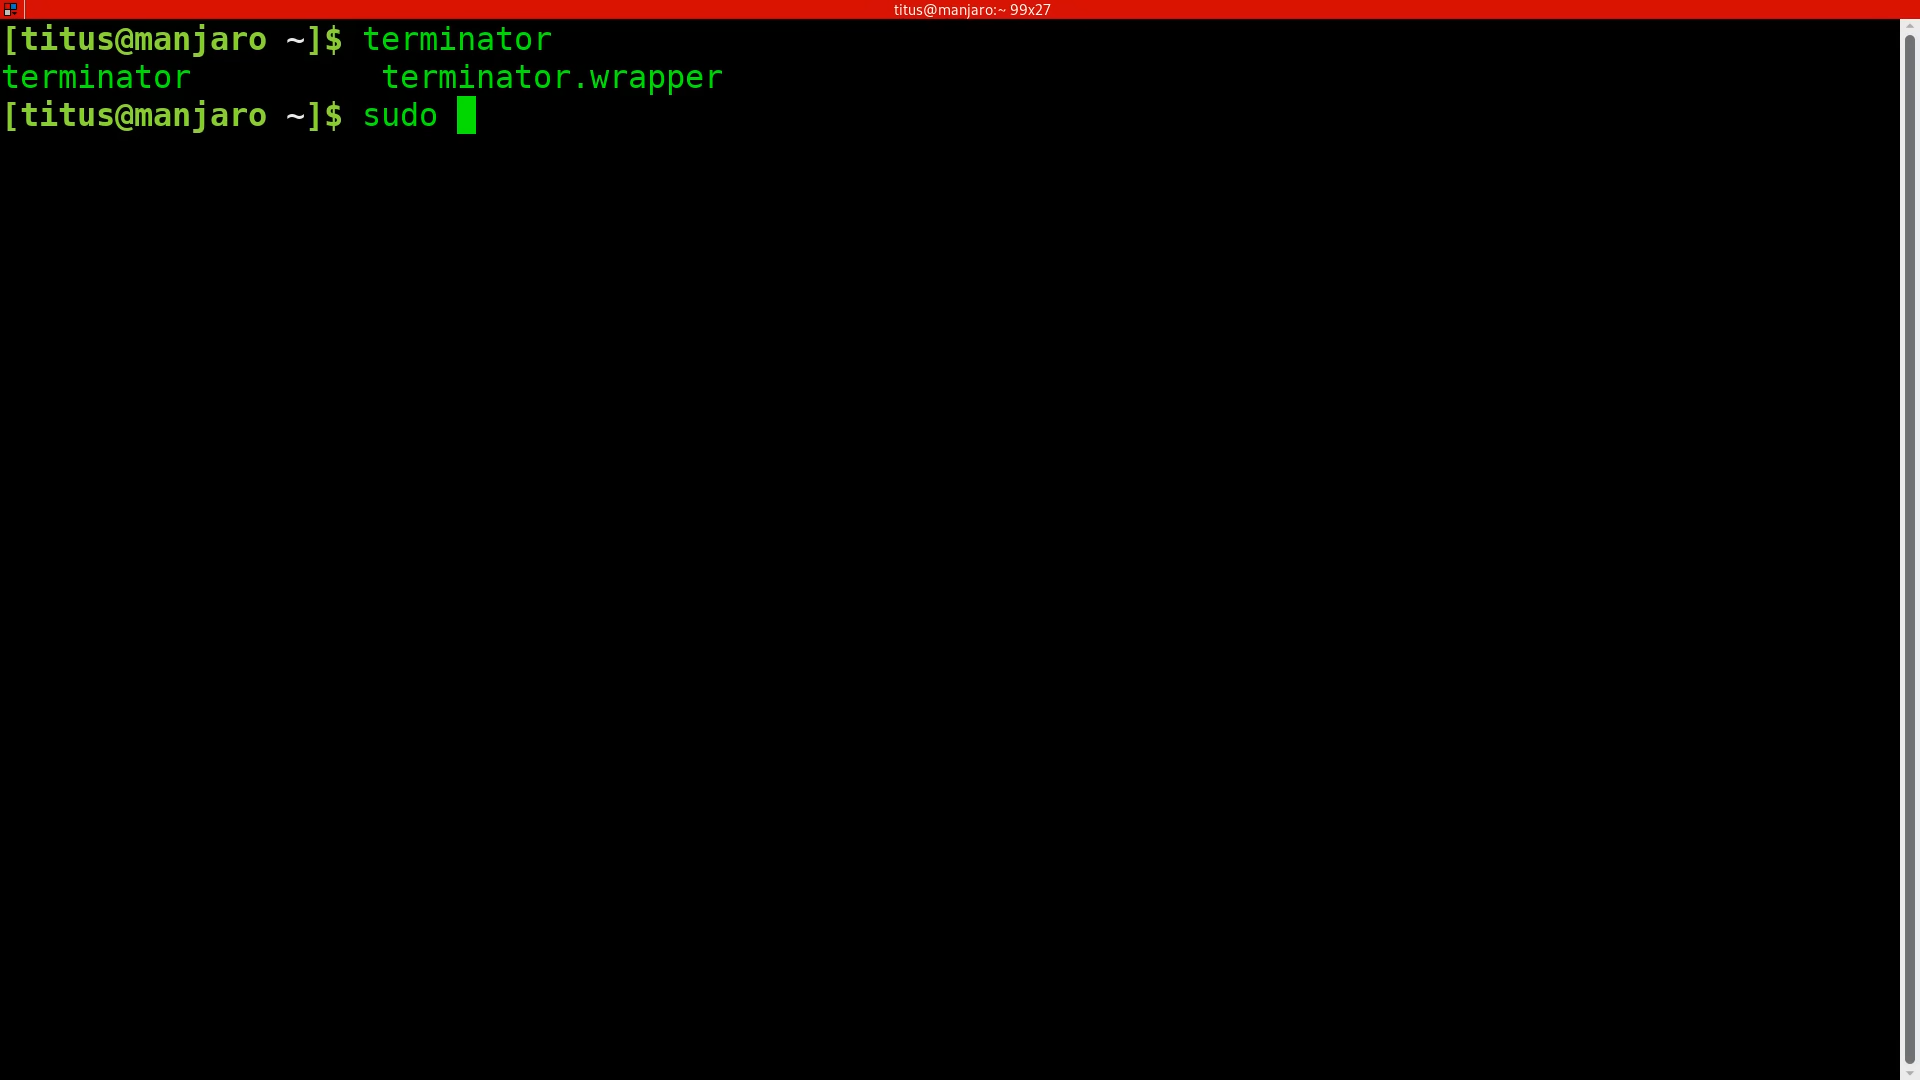 titus@manjaro:~ 99x27
[titus@manjaro ~]$ terminator
terminator          terminator.wrapper
[titus@manjaro ~]$ sudo